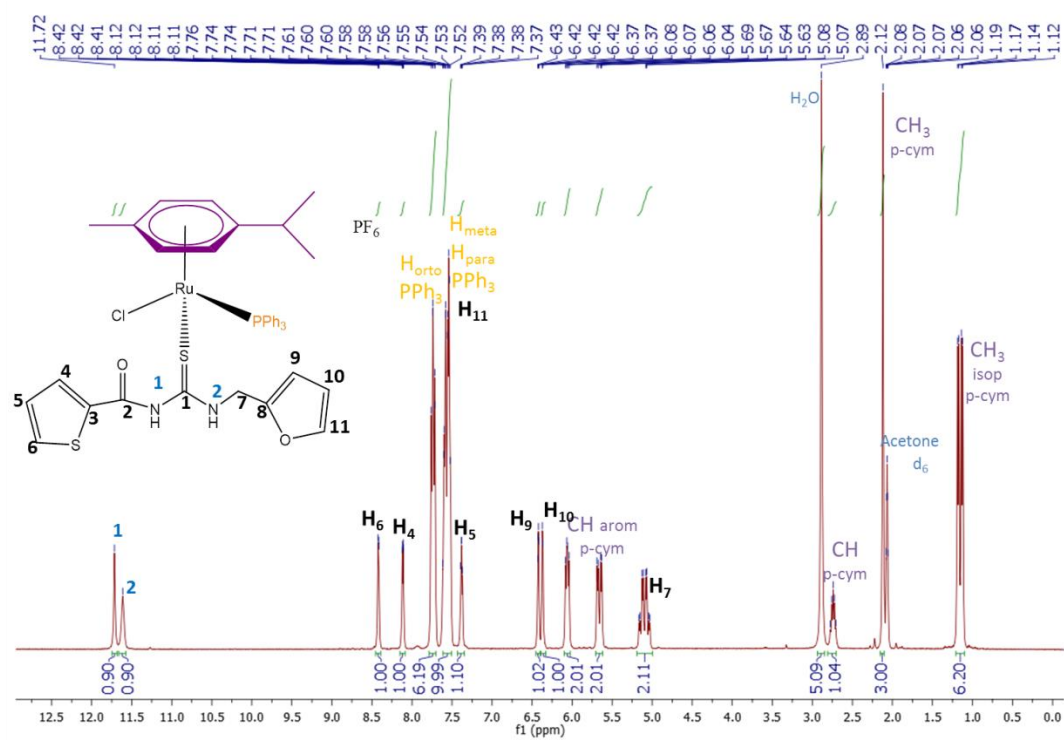 11.72 8.42 8.42 8.41 8.12 8.12 8.11 8.11 7.76 7.74 7.74 7.71 7.71 7.61 7.60 7.60 7.58 7.58 7.56 7.55 7.54 7.53 7.52 7.39 7.38 7.38 7.37 6.43 6.42 6.42 6.42 6.37 6.37 6.08 6.07 6.06 6.04 5.69 5.67 5.64 5.63 5.08 5.07 2.89 2.12 2.08 2.07 2.07 2.06 2.06 1.19 1.17 1.14 1.12
H2O
CH3
p-cym
PF6
Hmeta
Hpara
PPh3
Horto
PPh3
H11
Ru
Cl
PPh3
S
4
O
1
2
9
10
5
2
N
1
N
7
8
11
3
H
H
O
6
S
CH3
isop
p-cym
Acetone
d6
H6
H4
H5
H9
H10
CH arom
p-cym
H7
CH
p-cym
1
2
0.90 0.90 1.00 1.00 6.19 9.99 1.10 1.02 1.00 2.01 2.01 2.11 5.09 1.04 3.00 6.20
12.5 12.0 11.5 11.0 10.5 10.0 9.5 9.0 8.5 8.0 7.5 7.0 6.5 6.0 5.5 5.0 4.5 4.0 3.5 3.0 2.5 2.0 1.5 1.0 0.5 0.0
f1 (ppm)